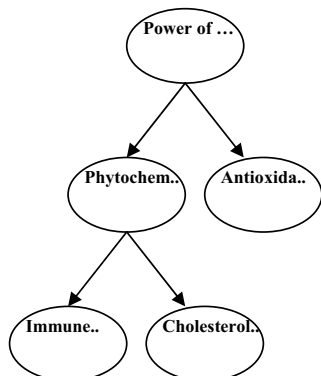 Power of …
Phytochem..
Antioxida..
Immune..
Cholesterol..